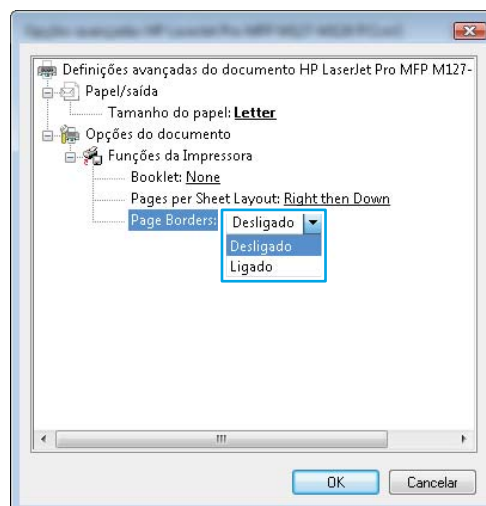 Definições avançadas do documento HP LaserJet Pro MFP M127-
Papel/saída
Tamanho do papel: Letter
Opções do documento
Funções da Impressora
Booklet: None
Pages per Sheet Layout: Right then Down
Page Borders: Desligado
Desligado
Ligado
OK Cancelar